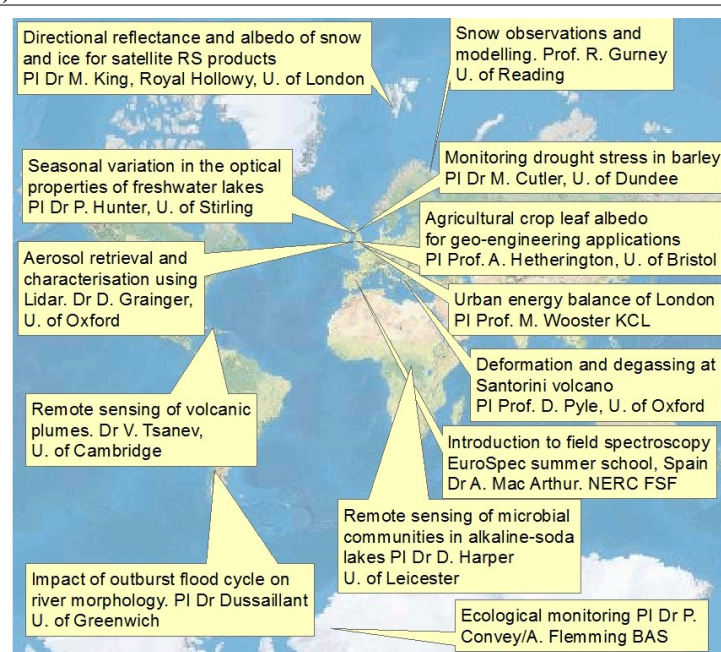 Directional reflectance and albedo of snow
and ice for satellite RS products
PI Dr M. King, Royal Hollowy, U. of London
Snow observations and
modelling. Prof. R. Gurney
U. of Reading
Seasonal variation in the optical
properties of freshwater lakes
PI Dr P. Hunter, U. of Stirling
Monitoring drought stress in barley
PI Dr M. Cutler, U. of Dundee
Agricultural crop leaf albedo
for geo-engineering applications
PI Prof. A. Hetherington, U. of Bristol
Aerosol retrieval and
characterisation using
Lidar. Dr D. Grainger,
U. of Oxford
Urban energy balance of London
PI Prof. M. Wooster KCL
Deformation and degassing at
Santorini volcano
PI Prof. D. Pyle, U. of Oxford
Remote sensing of volcanic
plumes. Dr V. Tsanev,
U. of Cambridge
Introduction to field spectroscopy
EuroSpec summer school, Spain
Dr A. Mac Arthur. NERC FSF
Remote sensing of microbial
communities in alkaline-soda
lakes PI Dr D. Harper
U. of Leicester
Impact of outburst flood cycle on
river morphology. PI Dr Dussaillant
U. of Greenwich
Ecological monitoring PI Dr P.
Convey/A. Flemming BAS